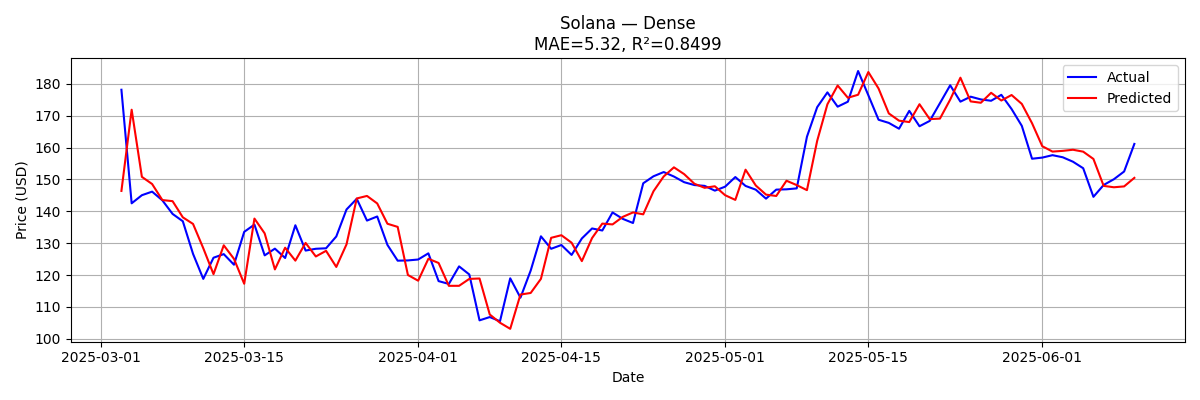 Solana — Dense
MAE=5.32, R²=0.8499
Actual
Predicted
Price (USD)
180
170
160
150
140
130
120
110
100
2025-03-01
2025-03-15
2025-04-01
2025-04-15
2025-05-01
2025-05-15
2025-06-01
Date